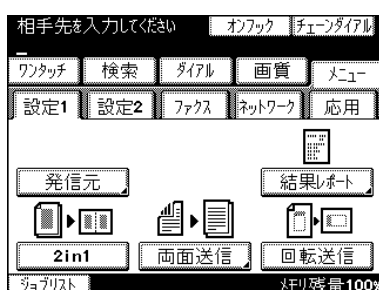 相手先を入力してください オンフック チェーンダイアル
ワンタッチ 検索 ダイアル 画質 メニュー
設定1 設定2 ファクス ネットワーク 応用
発信元 結果レポート
2in1 両面送信 回転送信
ジョブリスト メモリ残量100%